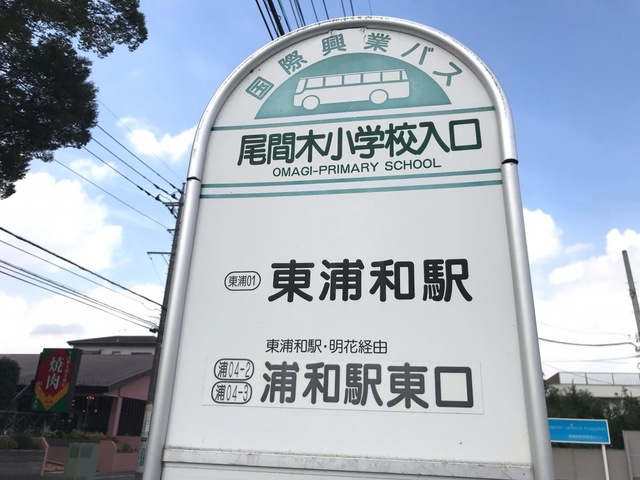 国際興業バス
尾間木小学校入口
OMAGI-PRIMARY SCHOOL
東浦01 東浦和駅
東浦和駅・明花経由
浦04-2
浦04-3 浦和駅東口
焼肉